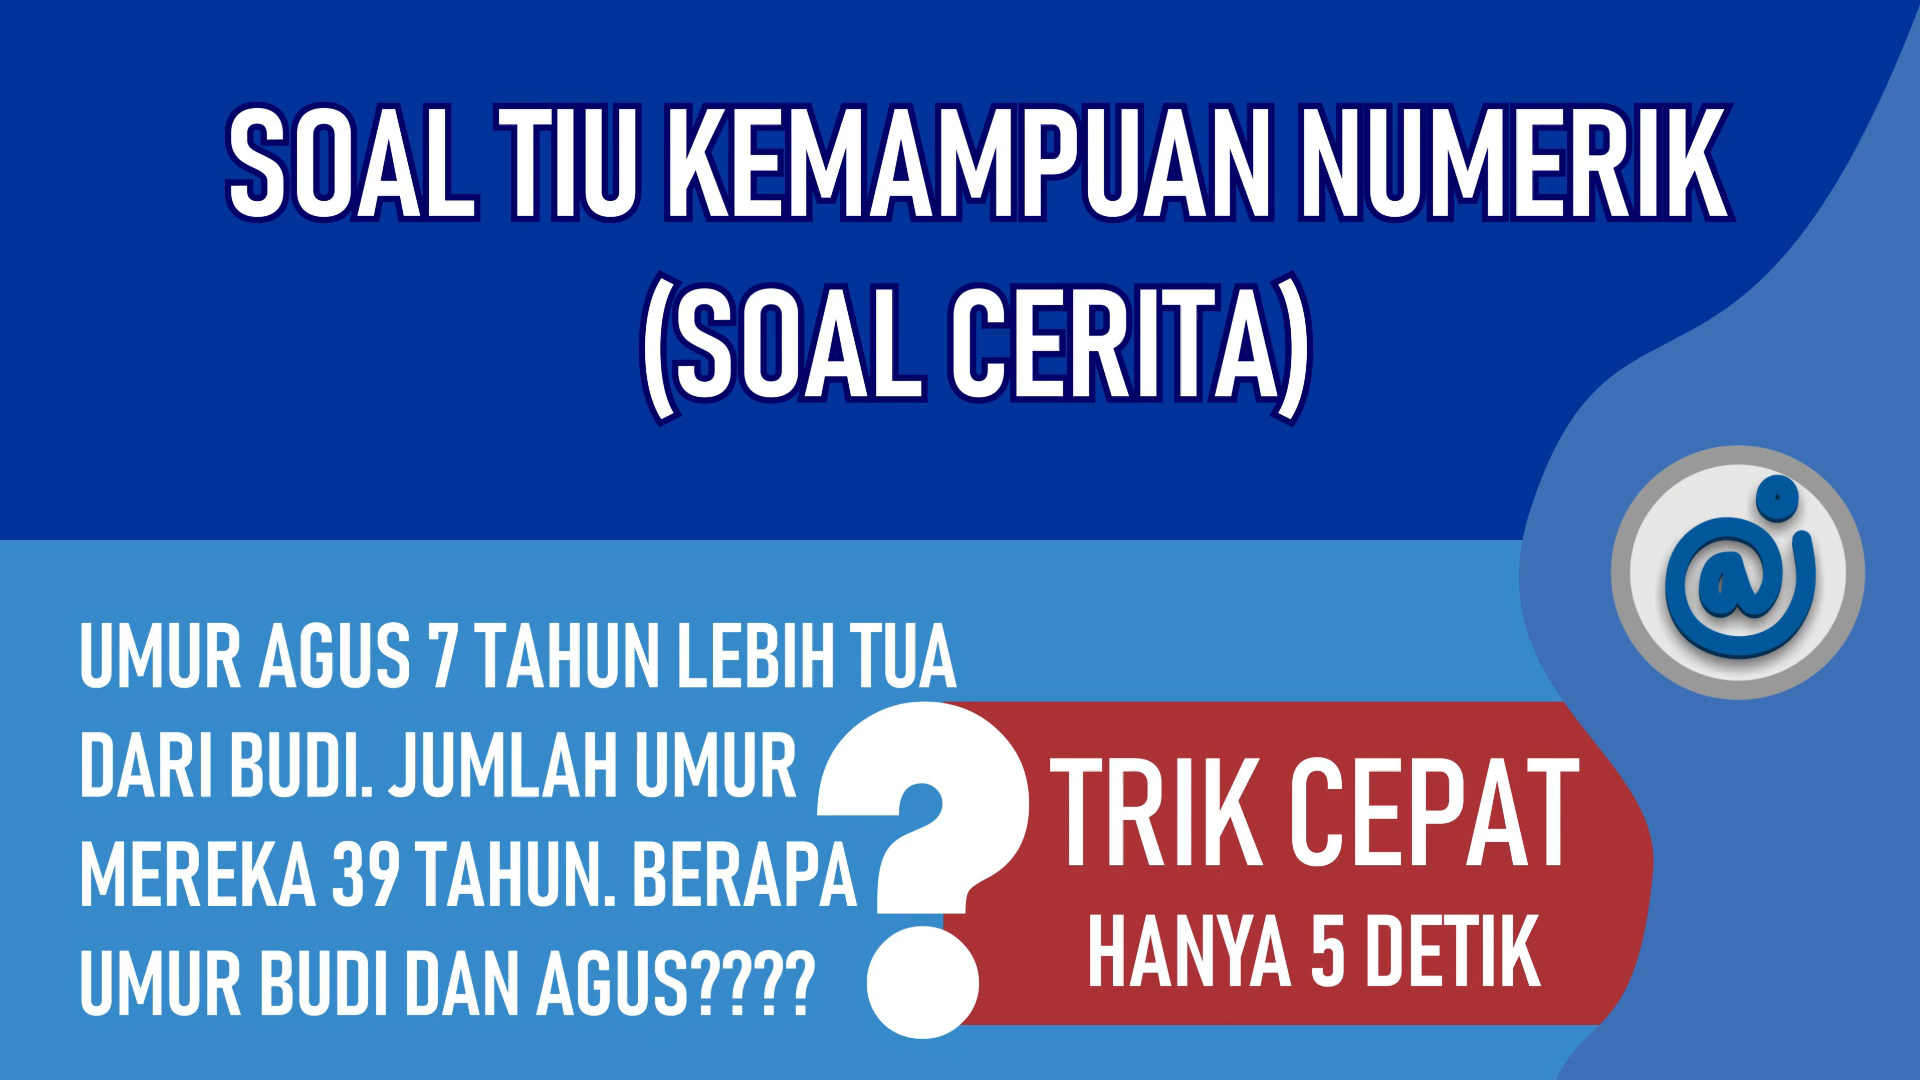 SOAL TIU KEMAMPUAN NUMERIK
(SOAL CERITA)
UMUR AGUS 7 TAHUN LEBIH TUA
DARI BUDI. JUMLAH UMUR
MEREKA 39 TAHUN. BERAPA
UMUR BUDI DAN AGUS????
?
TRIK CEPAT
HANYA 5 DETIK